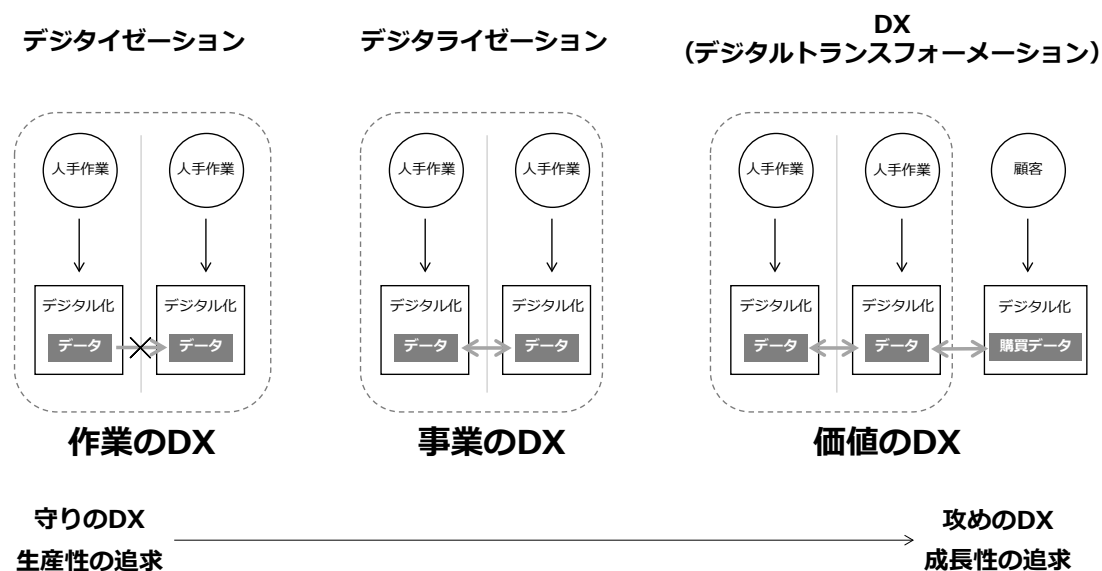 デジタイゼーション
デジタライゼーション
DX
（デジタルトランスフォーメーション）
人手作業
人手作業
人手作業
人手作業
人手作業
人手作業
顧客
デジタル化
デジタル化
デジタル化
デジタル化
デジタル化
デジタル化
デジタル化
データ
データ
データ
データ
データ
データ
購買データ
作業のDX
事業のDX
価値のDX
守りのDX
生産性の追求
攻めのDX
成長性の追求